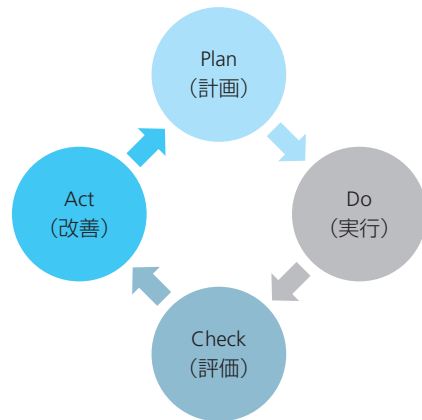 Plan
（計画）
Do
（実行）
Check
（評価）
Act
（改善）